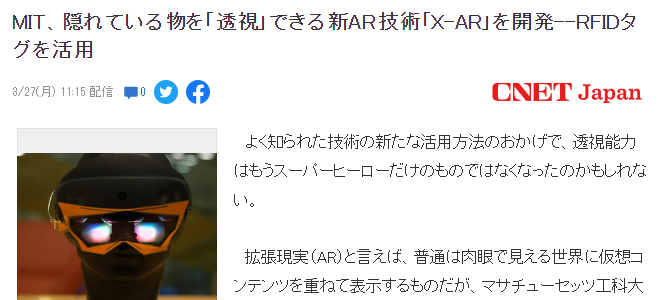 MIT、隠れている物を「透視」できる新AR技術「X-AR」を開発--RFIDタ
グを活用
3/27(月) 11:15 配信
0
CNET Japan
よく知られた技術の新たな活用方法のおかげで、透視能力
はもうスーパーヒーローだけのものではなくなったのかもしれな
い。
拡張現実(AR)と言えば、普通は肉眼で見える世界に仮想コ
ンテンツを重ねて表示するものだが、マサチューセッツ工科大